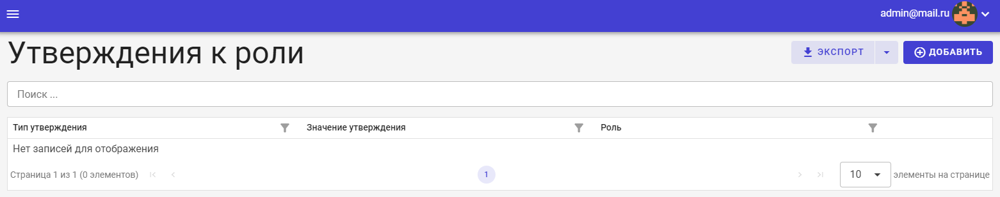 admin@mail.ru
Утверждения к роли
ЭКСПОРТ
ДОБАВИТЬ
Поиск ...
Тип утверждения Значение утверждения Роль
Нет записей для отображения
Страница 1 из 1 (0 элементов) 1 10 элементы на странице